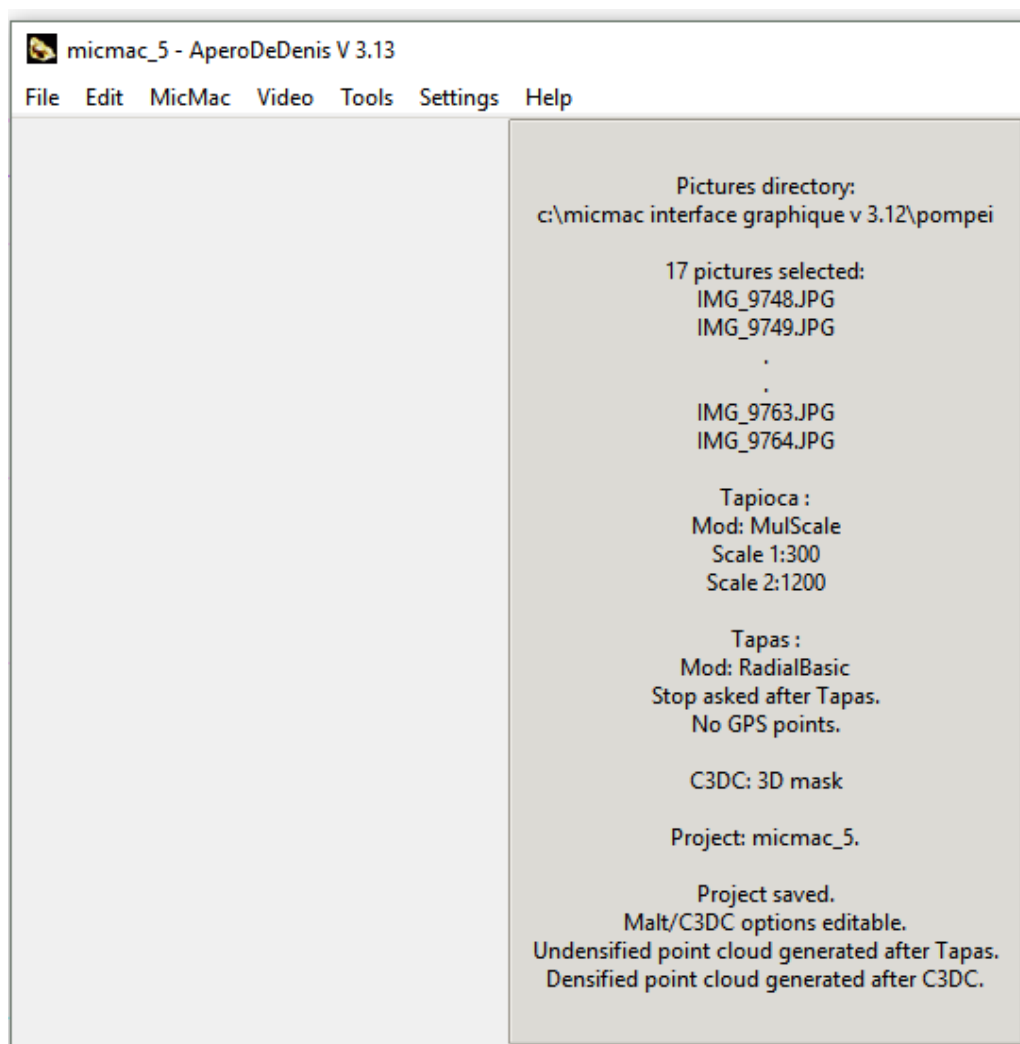 micmac_5 - AperoDeDenis V 3.13
File Edit MicMac Video Tools Settings Help
Pictures directory:
c:\micmac interface graphique v 3.12\pompei
17 pictures selected:
IMG_9748.JPG
IMG_9749.JPG
.
.
IMG_9763.JPG
IMG_9764.JPG
Tapioca :
Mod: MulScale
Scale 1:300
Scale 2:1200
Tapas :
Mod: RadialBasic
Stop asked after Tapas.
No GPS points.
C3DC: 3D mask
Project: micmac_5.
Project saved.
Malt/C3DC options editable.
Undensified point cloud generated after Tapas.
Densified point cloud generated after C3DC.